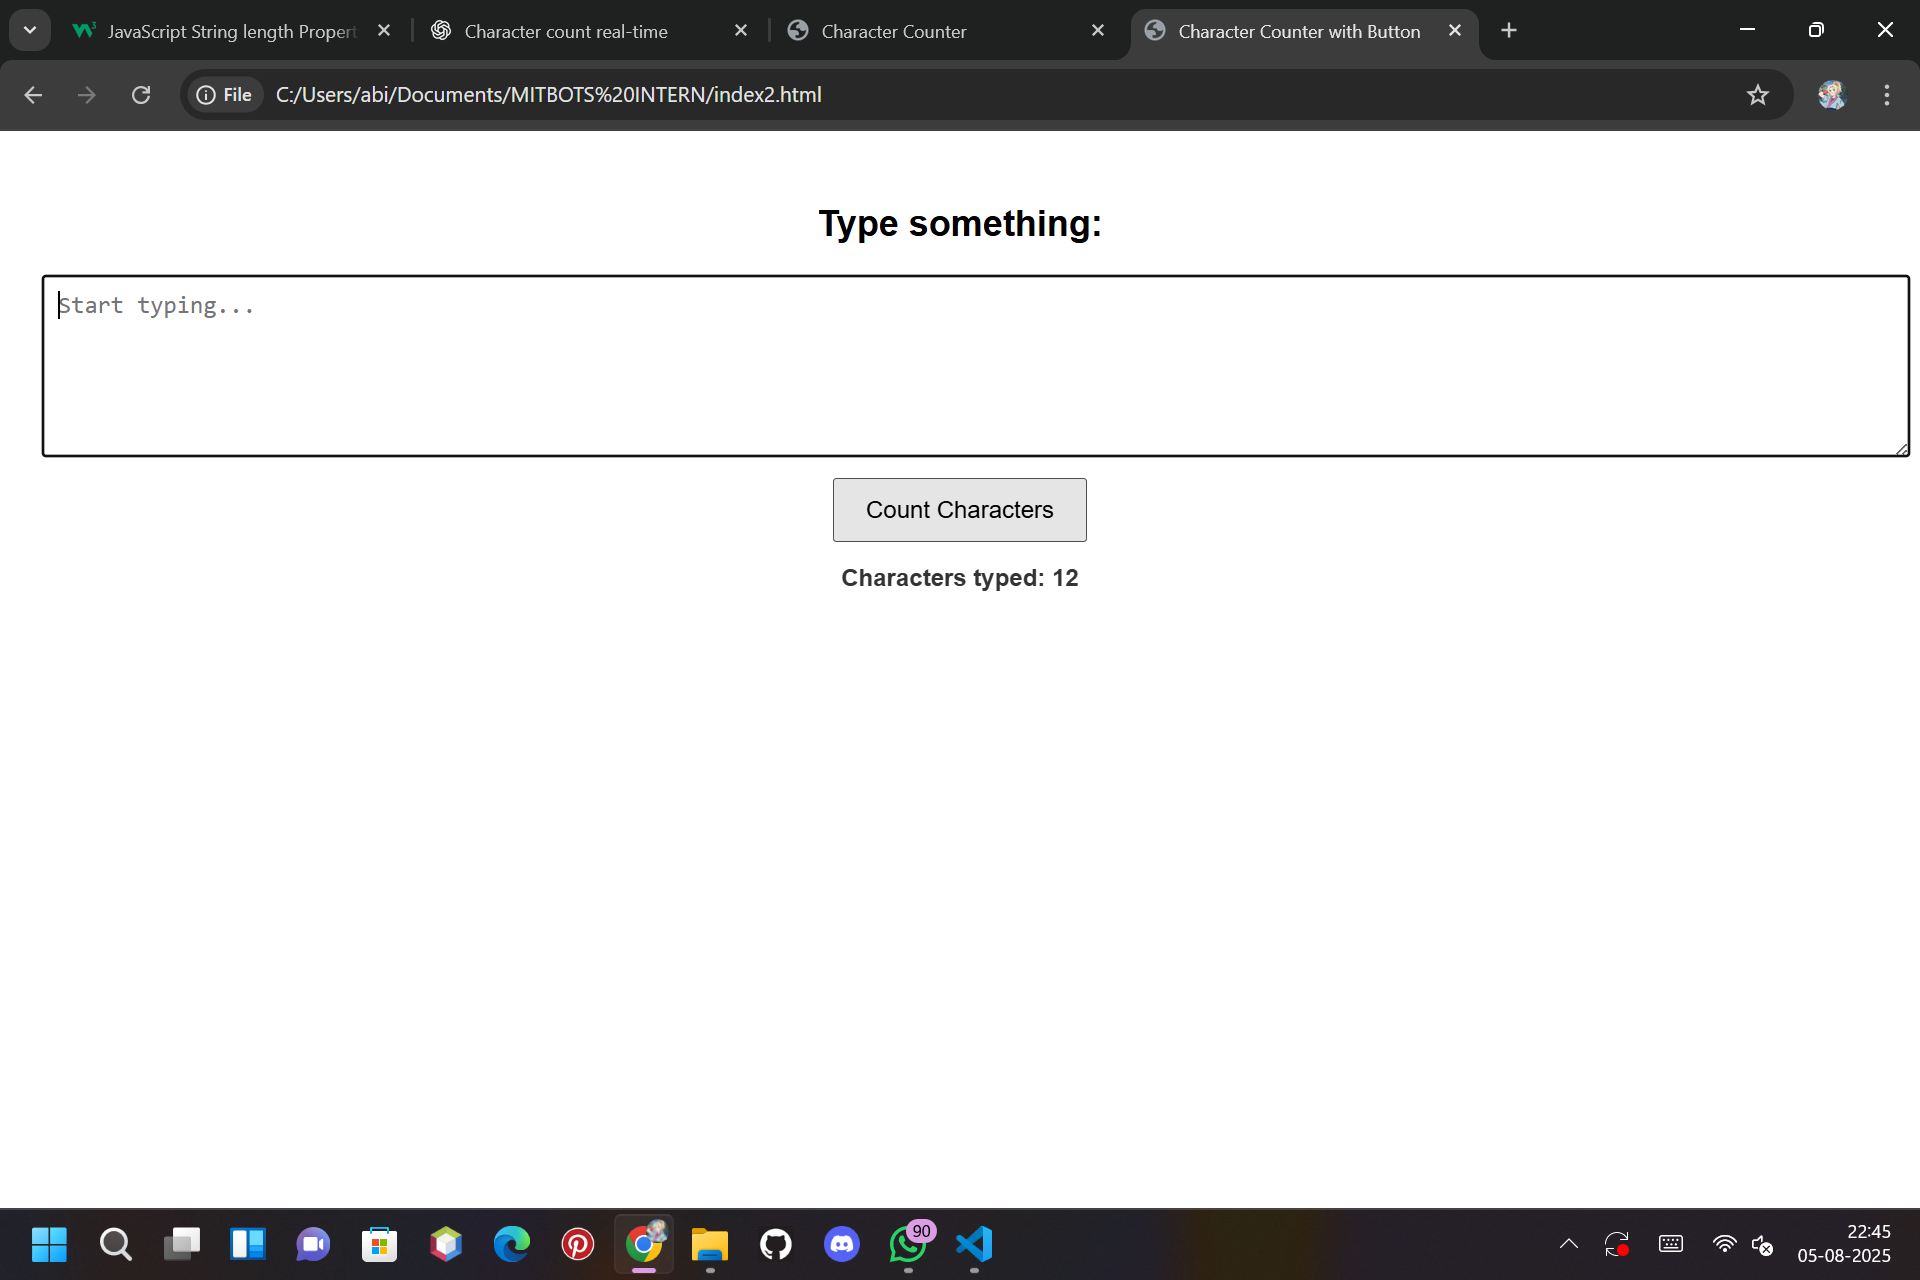 JavaScript String length Propert
Character count real-time
Character Counter
Character Counter with Button
File
C:/Users/abi/Documents/MITBOTS%20INTERN/index2.html
Type something:
Start typing...
Count Characters
Characters typed: 12
90
22:45
05-08-2025